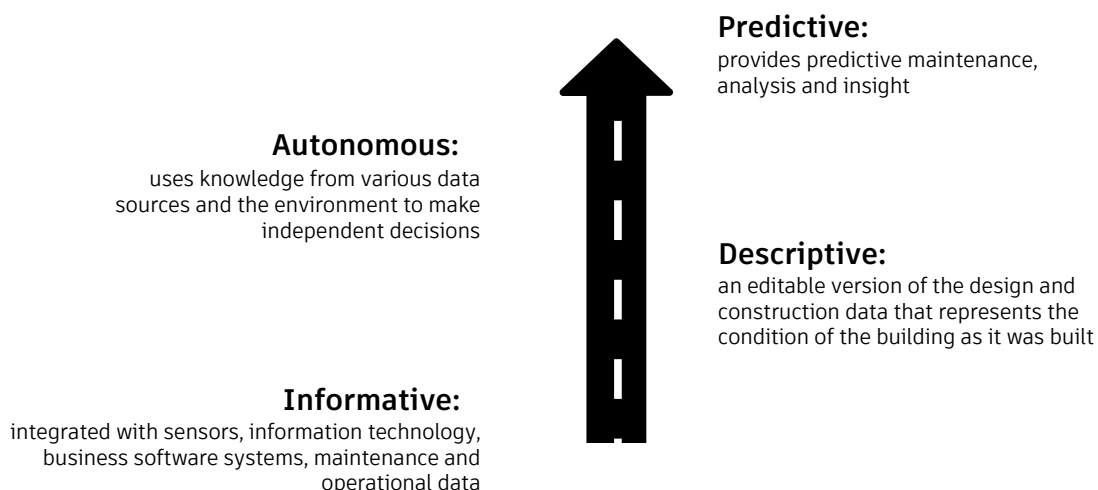 Predictive:
provides predictive maintenance,
analysis and insight
Autonomous:
uses knowledge from various data
sources and the environment to make
independent decisions
Descriptive:
an editable version of the design and
construction data that represents the
condition of the building as it was built
Informative:
integrated with sensors, information technology,
business software systems, maintenance and
operational data